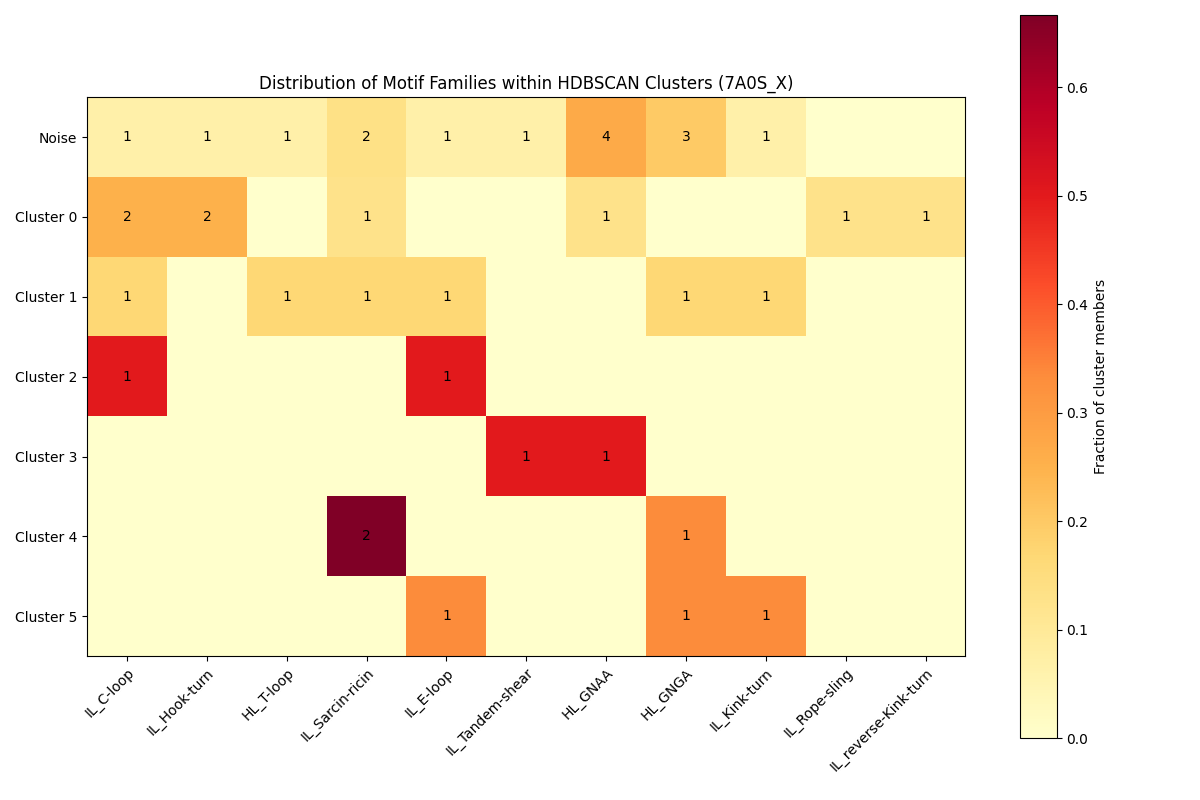 Distribution of Motif Families within HDBSCAN Clusters (7A0S_X)
Noise 1 1 1 2 1 1 4 3 1
Cluster 0 2 2 1 1 1 1
Cluster 1 1 1 1 1 1 1
Cluster 2 1 1
Cluster 3 1 1
Cluster 4 2 1
Cluster 5 1 1 1
IL_C-loop
IL_Hook-turn
HL_T-loop
IL_Sarcin-ricin
IL_E-loop
IL_Tandem-shear
HL_GNAA
HL_GNGA
IL_Kink-turn
IL_Rope-sling
IL_reverse-Kink-turn
0.6
0.5
0.4
0.3
0.2
0.1
0.0
Fraction of cluster members